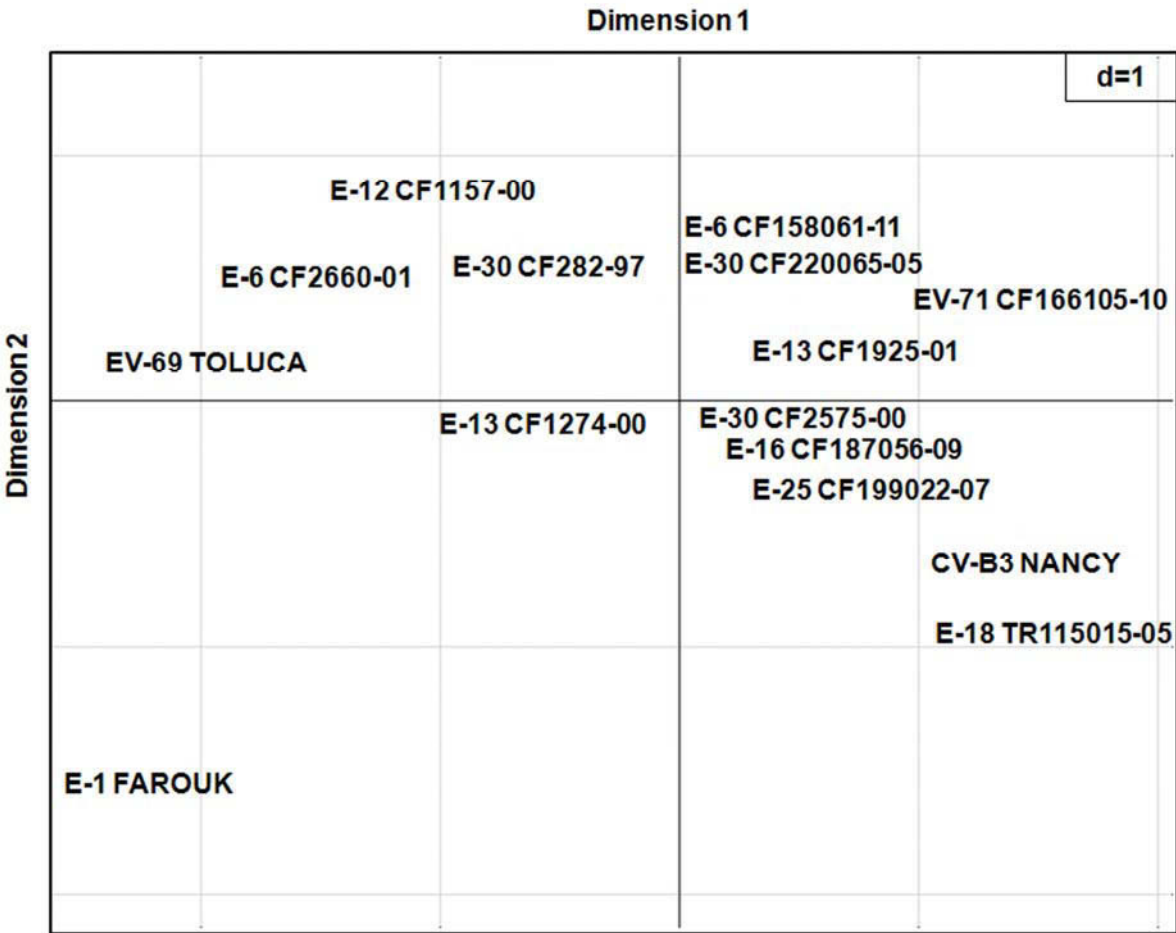 Dimension 1
d=1
E-12 CF1157-00
E-6 CF158061-11
E-30 CF220065-05
E-30 CF282-97
E-6 CF2660-01
EV-71 CF166105-10
E-13 CF1925-01
EV-69 TOLUCA
Dimension 2
E-13 CF1274-00
E-30 CF2575-00
E-16 CF187056-09
E-25 CF199022-07
CV-B3 NANCY
E-18 TR115015-05
E-1 FAROUK